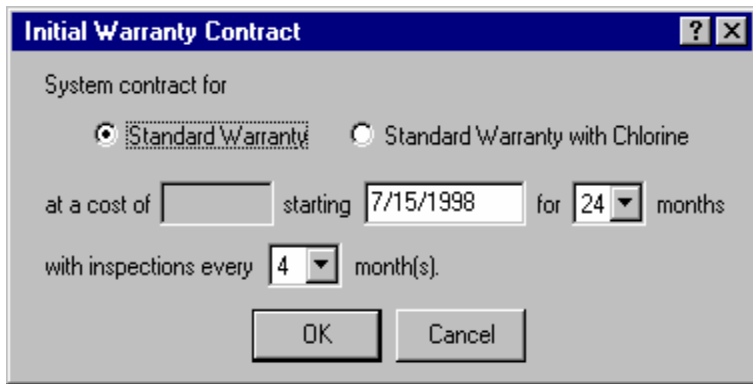 Initial Warranty Contract
System contract for
Standard Warranty Standard Warranty with Chlorine
at a cost of starting 7/15/1998 for 24 months
with inspections every 4 month(s).
OK Cancel